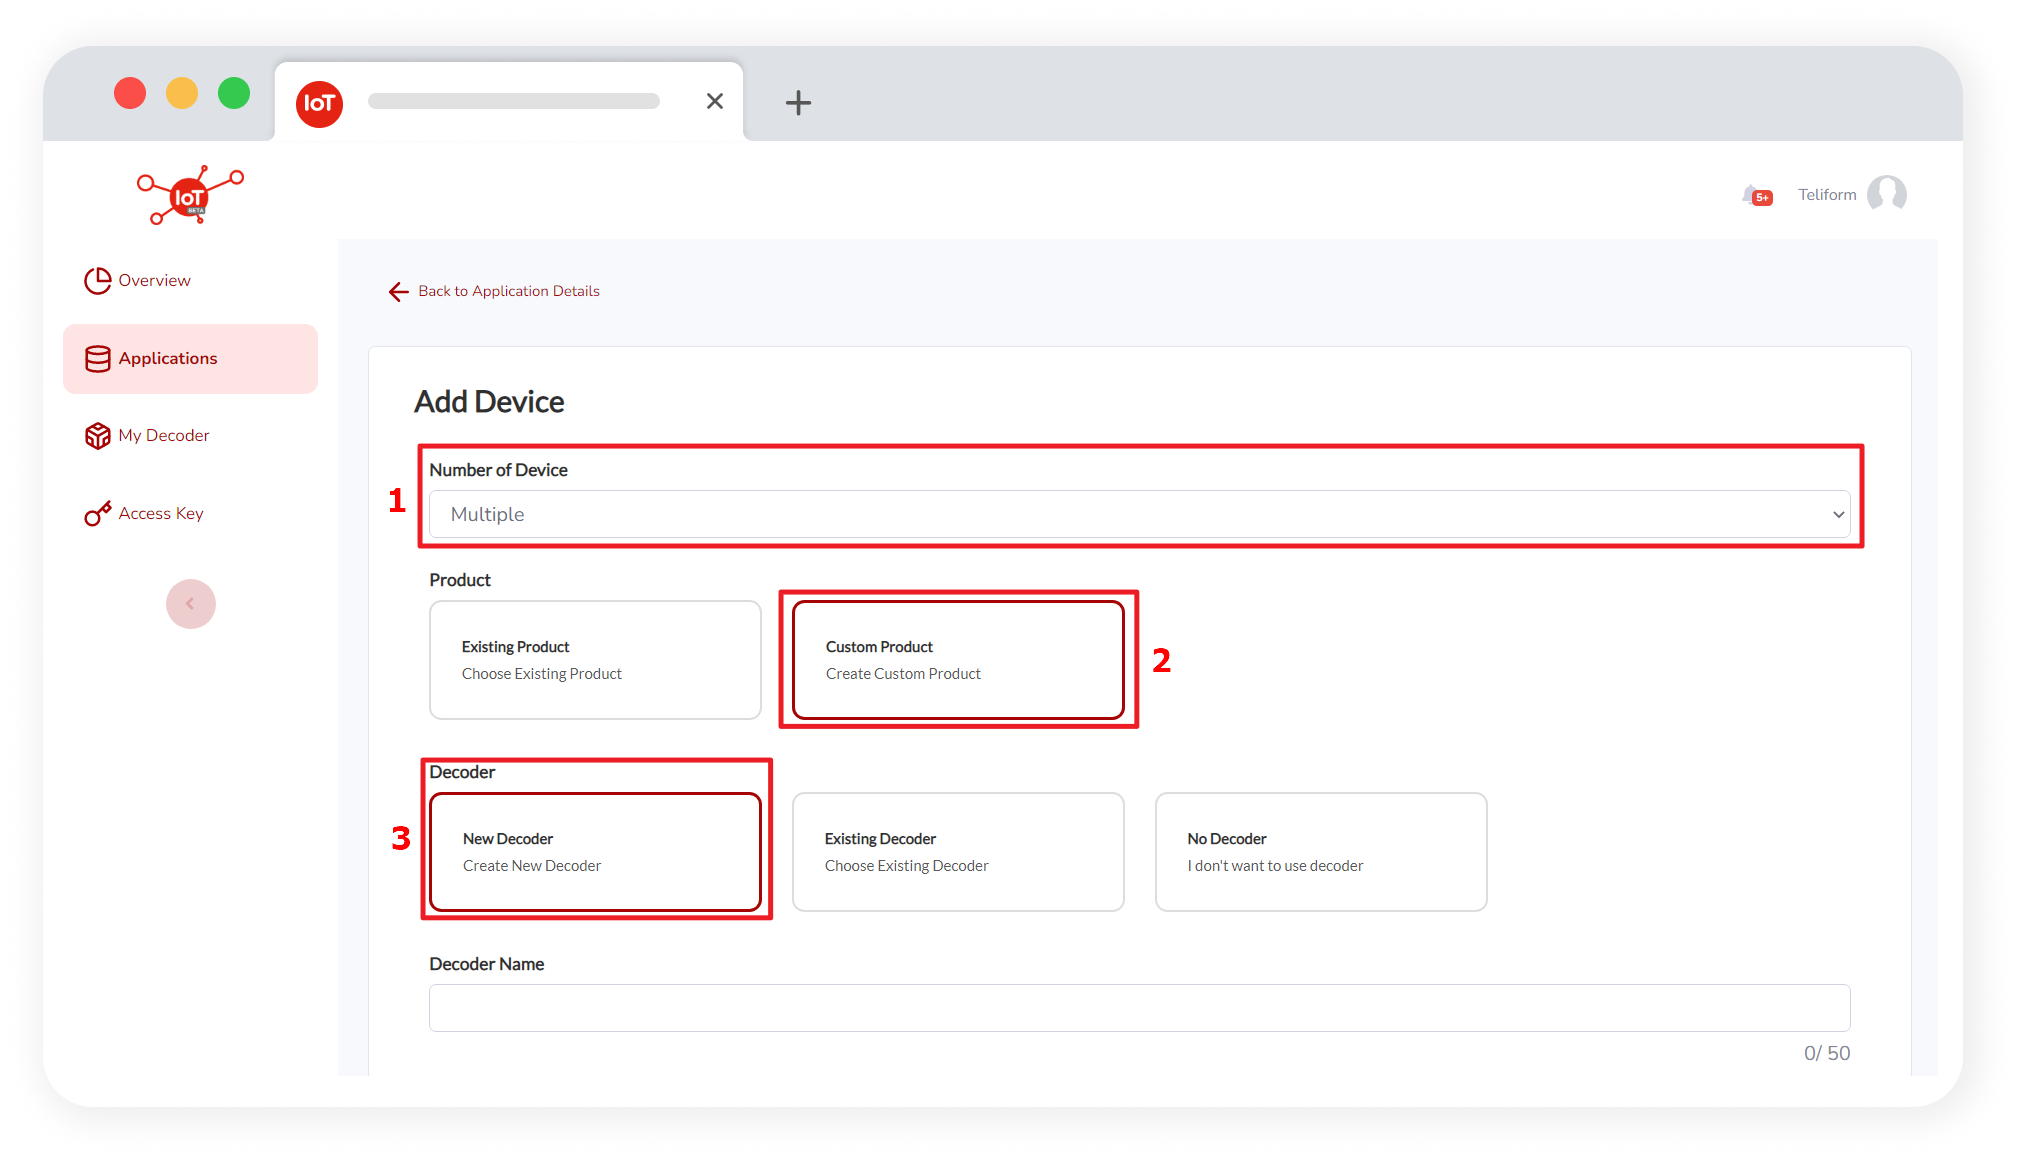 IoT
IoT
BETA
5+
Teliform
Overview
Applications
My Decoder
Access Key
Back to Application Details
Add Device
1
Number of Device
Multiple
Product
Existing Product
Choose Existing Product
Custom Product
Create Custom Product
2
Decoder
3
New Decoder
Create New Decoder
Existing Decoder
Choose Existing Decoder
No Decoder
I don't want to use decoder
Decoder Name
0/ 50